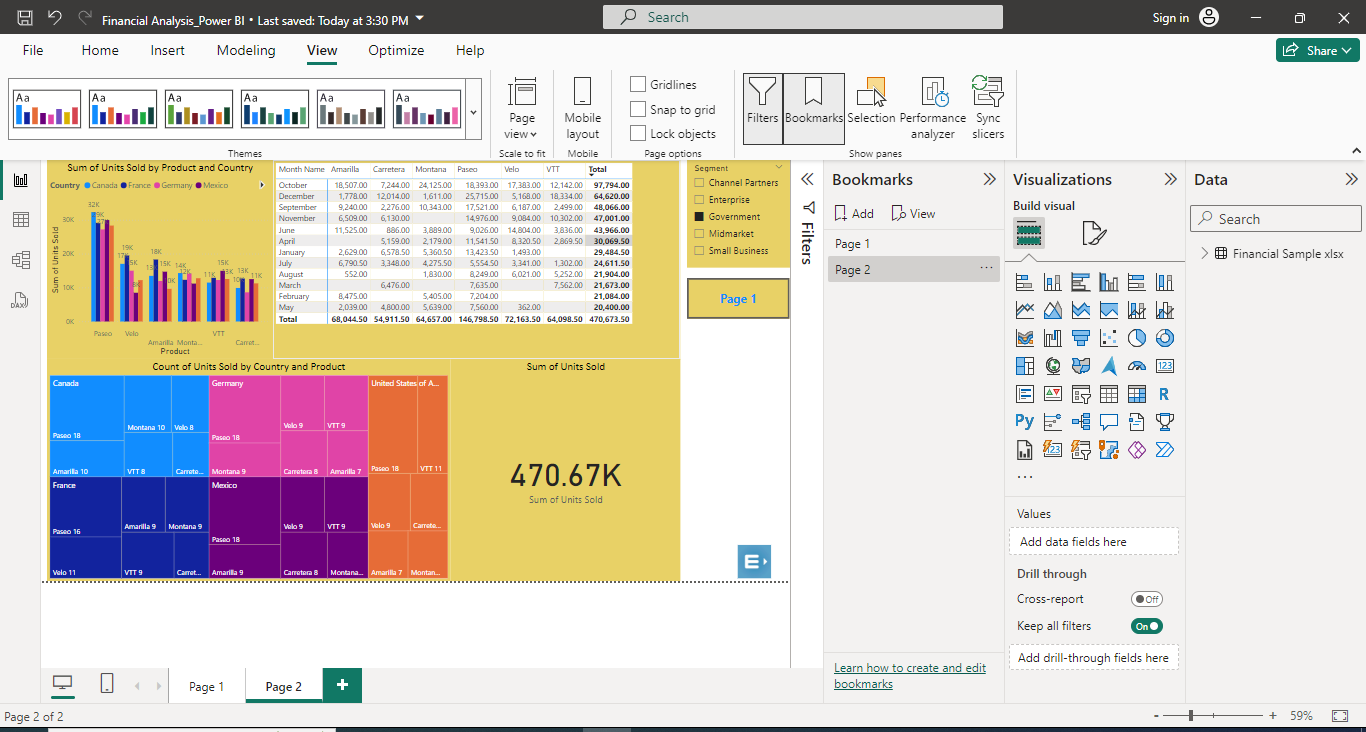 Financial Analysis_Power BI • Last saved: Today at 3:30 PM
Search
Sign in
File Home Insert Modeling View Optimize Help
Share
Aa Aa Aa Aa Aa Aa
Page view
Mobile layout
Gridlines
Snap to grid
Lock objects
Filters Bookmarks Selection Performance analyzer Sync slicers
Themes Scale to fit Mobile Page options Show panes
Sum of Units Sold by Product and Country
Country Canada France Germany Mexico
Sum of Units Sold
30K
20K
10K
0K
32K
19K
18K
14K
15K
15K
13K
11K
10K
11K
Paseo Velo Amarilla Monta... VTT Carret...
Product
Month Name Amarilla Carretera Montana Paseo Velo VTT Total
October 18,507.00 7,244.00 24,125.00 18,393.00 17,383.00 12,142.00 97,794.00
December 1,778.00 12,014.00 1,611.00 25,715.00 5,168.00 18,334.00 64,620.00
September 9,240.00 2,276.00 10,343.00 17,521.00 6,187.00 2,499.00 48,066.00
November 6,509.00 6,130.00 14,976.00 9,084.00 10,302.00 47,001.00
June 11,525.00 886.00 3,889.00 9,026.00 14,804.00 3,836.00 43,966.00
April 5,159.00 2,179.00 11,541.50 8,320.50 2,869.50 30,069.50
January 2,629.00 6,578.50 5,360.50 13,423.50 1,493.00 29,484.50
July 6,790.50 3,348.00 4,275.50 5,554.50 3,341.00 1,302.00 24,611.50
August 552.00 1,830.00 8,249.00 6,021.00 5,252.00 21,904.00
March 6,476.00 7,635.00 7,562.00 21,673.00
February 8,475.00 5,405.00 7,204.00 21,084.00
May 2,039.00 4,800.00 5,639.00 7,560.00 362.00 20,400.00
Total 68,044.50 54,911.50 64,657.00 146,798.50 72,163.50 64,098.50 470,673.50
Segment
Channel Partners
Enterprise
Government
Midmarket
Small Business
Page 1
Count of Units Sold by Country and Product
Canada
Paseo 18
Montana 10
Velo 8
Amarilla 10
VTT 8
Carrete...
Germany
Paseo 18
Velo 9
VTT 9
Montana 9
Carretera 8
Amarilla 7
United States of A...
Paseo 18
VTT 11
Velo 9
Carrete...
Amarilla 7
Montan...
France
Paseo 16
Amarilla 9
Montana 9
Velo 11
VTT 9
Carret...
Mexico
Paseo 18
Velo 9
VTT 9
Amarilla 9
Carretera 8
Montana...
Sum of Units Sold
470.67K
Sum of Units Sold
E
Filters
Bookmarks
Add View
Page 1
Page 2
Learn how to create and edit
bookmarks
Visualizations
Build visual
123
R
Py
123
Values
Add data fields here
Drill through
Cross-report Off
Keep all filters On
Add drill-through fields here
Data
Search
Financial Sample xlsx
DAX
Page 1 Page 2 +
Page 2 of 2
- + 59%